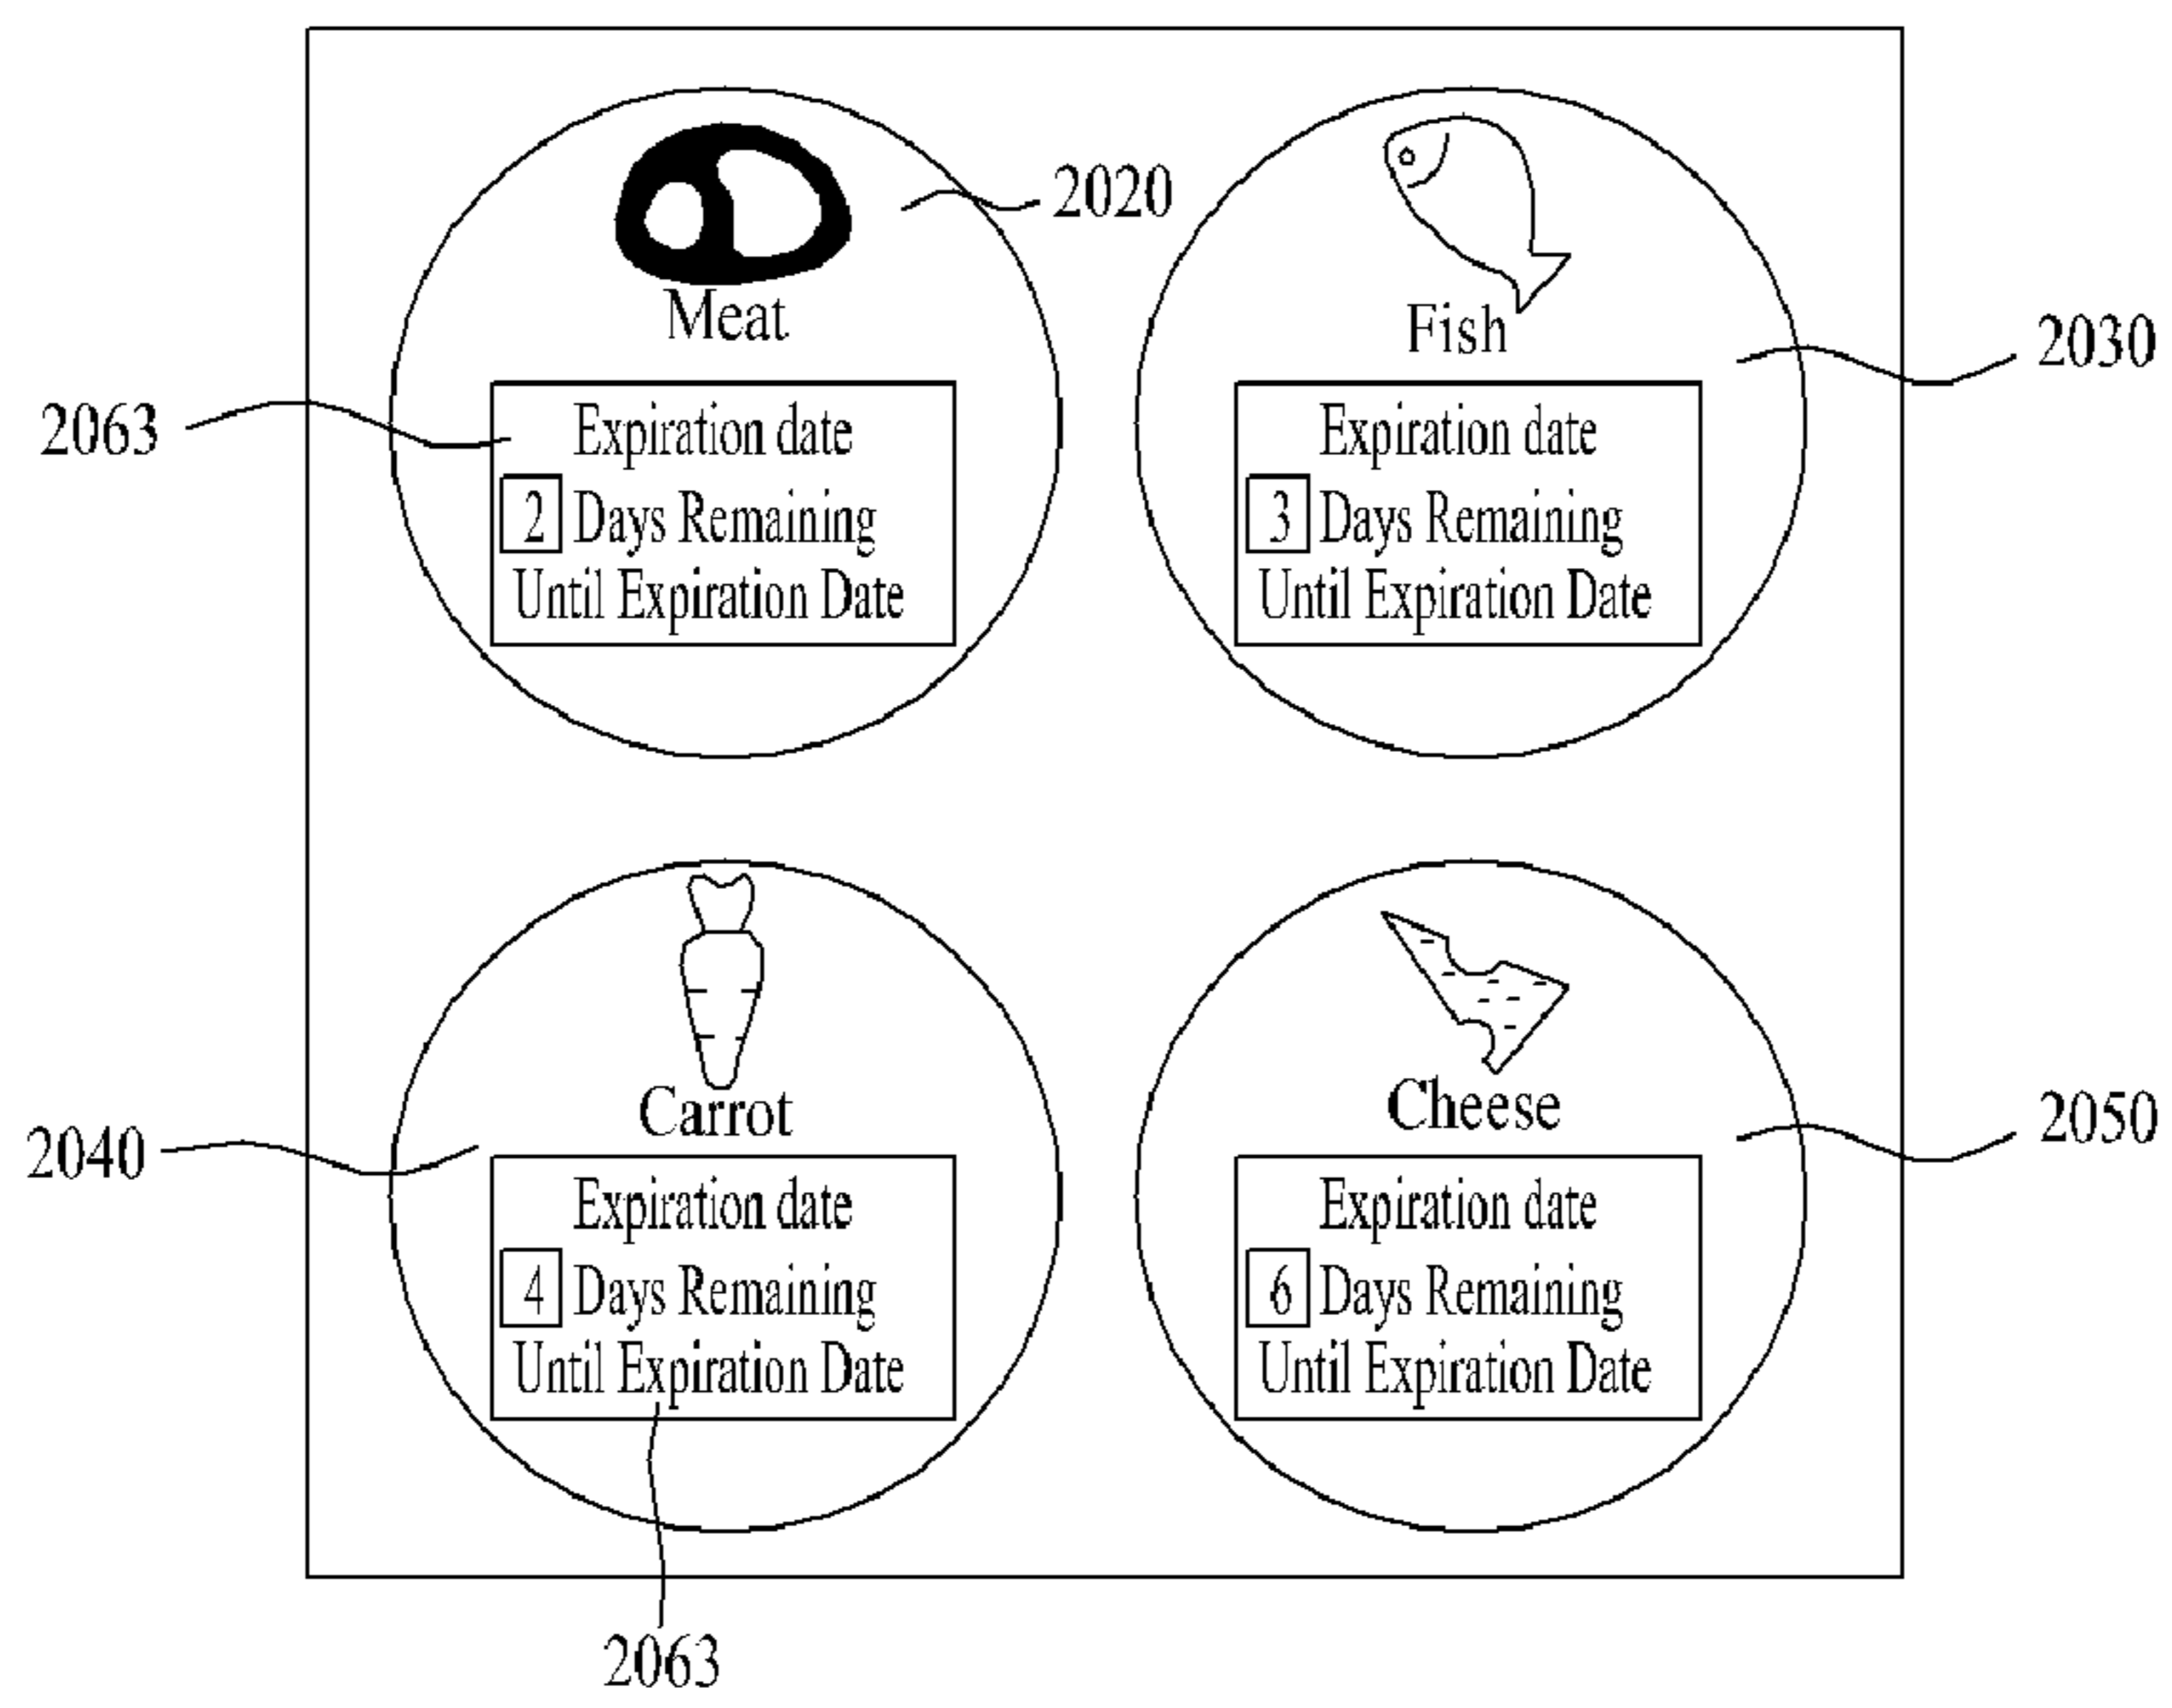 2020
Meat
Fish
2030
2063
Expiration date
2 Days Remaining
Until Expiration Date
Expiration date
3 Days Remaining
Until Expiration Date
Carrot
Cheese
2040
2050
Expiration date
4 Days Remaining
Until Expiration Date
Expiration date
6 Days Remaining
Until Expiration Date
2063